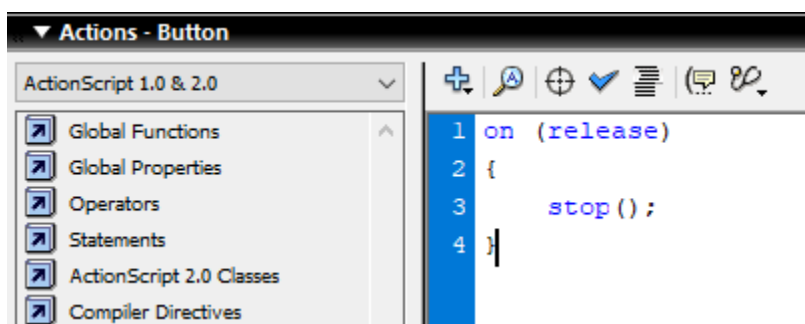 Actions - Button
ActionScript 1.0 & 2.0
Global Functions
Global Properties
Operators
Statements
ActionScript 2.0 Classes
Compiler Directives
1 on (release)
2 {
3 stop();
4 }